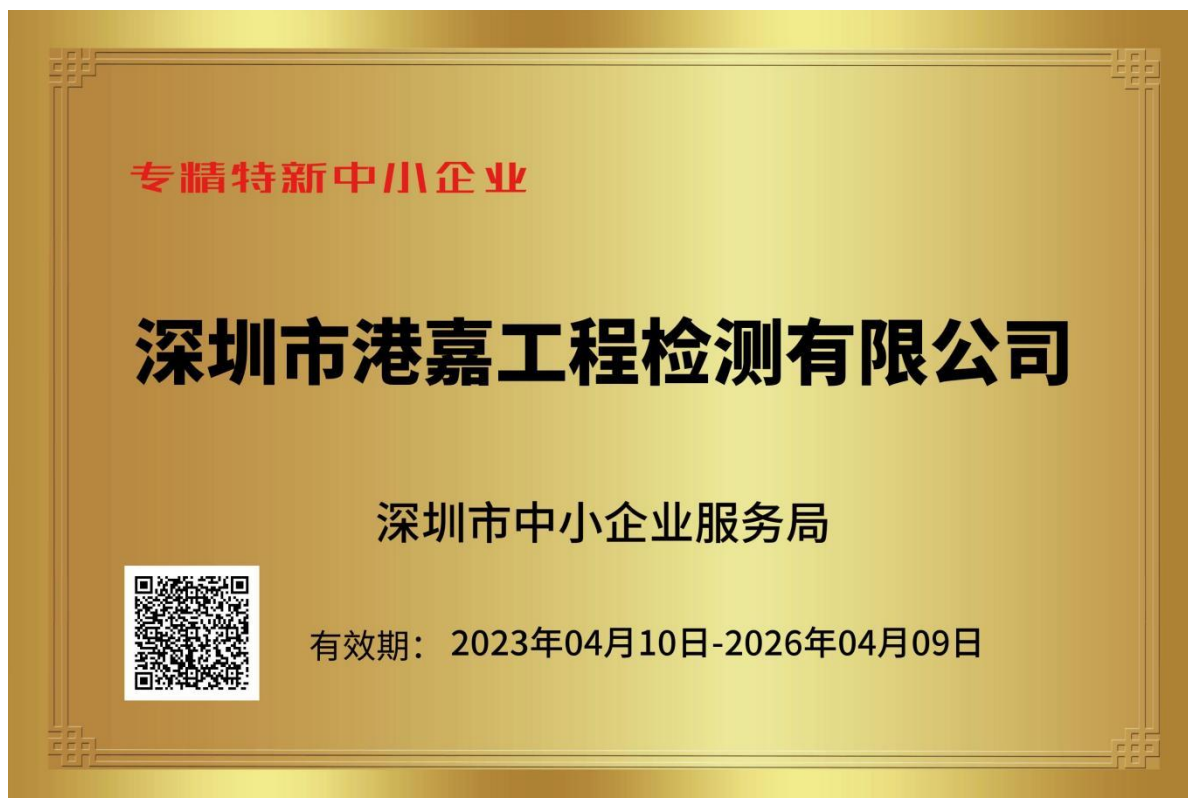 专精特新中小企业
深圳市港嘉工程检测有限公司
深圳市中小企业服务局
有效期： 2023年04月10日-2026年04月09日